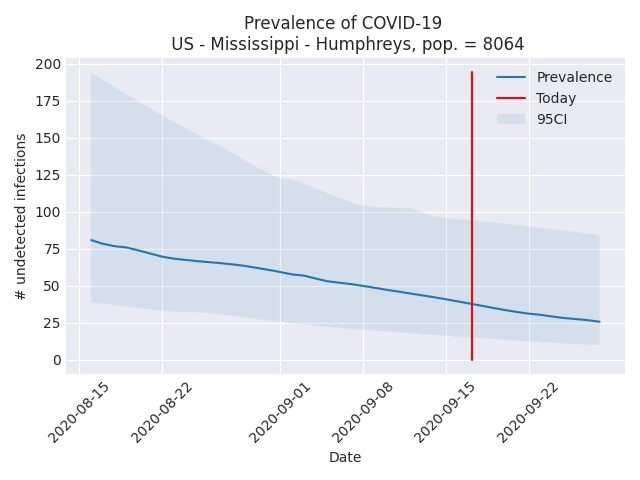 Prevalence of COVID-19
US - Mississippi - Humphreys, pop. = 8064
# undetected infections
200
175
150
125
100
75
50
25
0
Prevalence
Today
95CI
2020-08-15
2020-08-22
2020-09-01
2020-09-08
2020-09-15
2020-09-22
Date